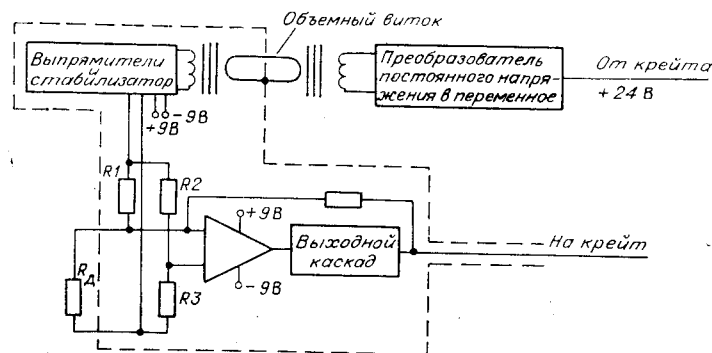 Объемный виток
Выпрямители
и
стабилизатор
Преобразователь
постоянного напря-
жения в переменное
От крейта
+24 В
+9В
-9В
R1
R2
+9В
Выходной
каскад
На крейт
Rд
R3
-9В